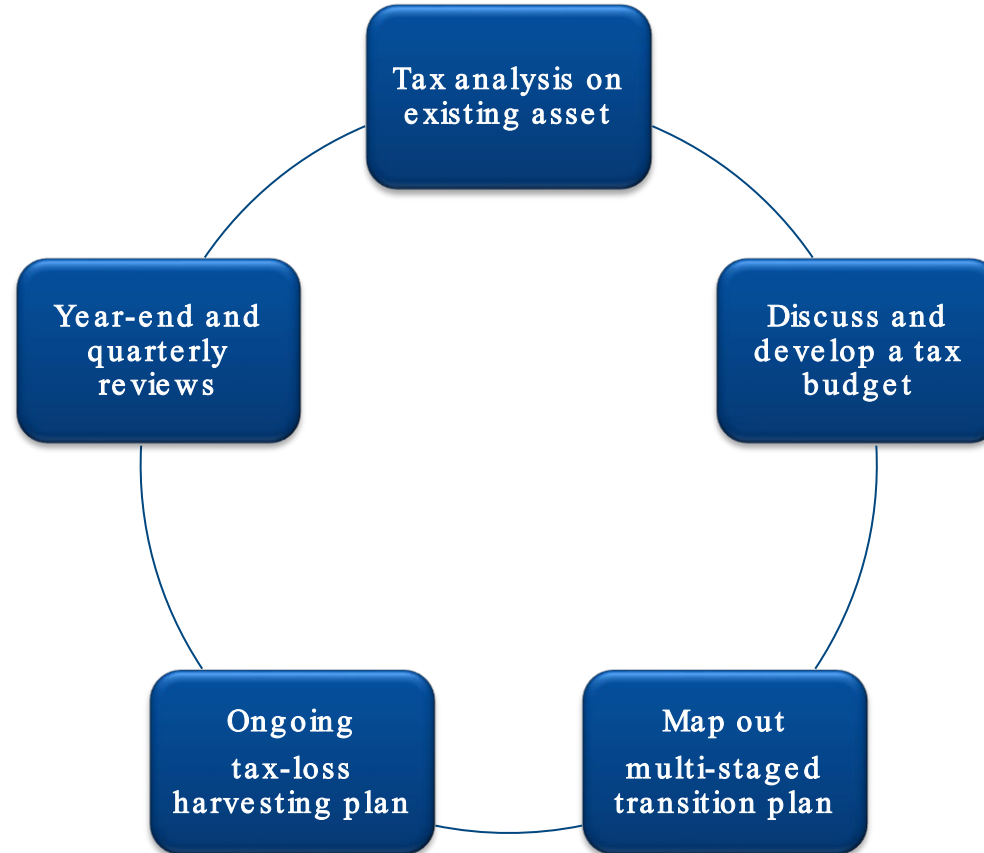 Tax analysis on
existing asset
Discuss and
develop a tax
budget
Map out
multi-staged
transition plan
Ongoing
tax-loss
harvesting plan
Year-end and
quarterly
reviews